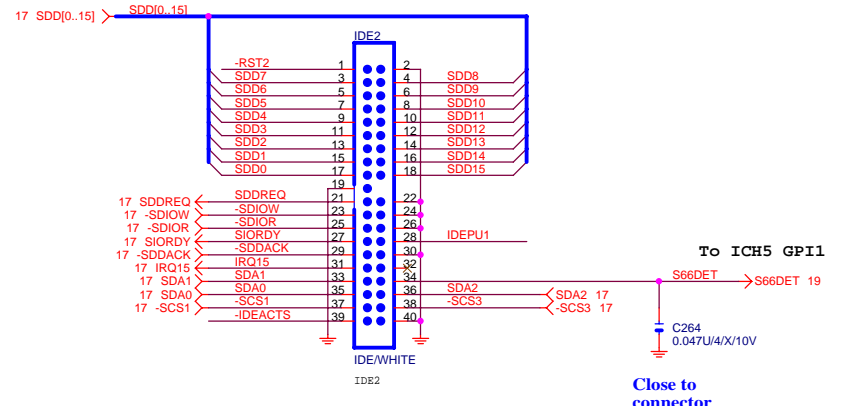 17 SDD[0..15] SDD[0..15]
IDE2
-RST2 1 2
SDD7 3 4 SDD8
SDD6 5 6 SDD9
SDD5 7 8 SDD10
SDD4 9 10 SDD11
SDD3 11 12 SDD12
SDD2 13 14 SDD13
SDD1 15 16 SDD14
SDD0 17 18 SDD15
19
17 SDDREQ SDDREQ 21 22
17 -SDIOW -SDIOW 23 24
17 -SDIOR -SDIOR 25 26
17 SIORDY SIORDY 27 28 IDEPU1
17 -SDDACK -SDDACK 29 30
17 IRQ15 IRQ15 31 32
17 SDA1 SDA1 33 34 S66DET S66DET 19
17 SDA0 SDA0 35 36 SDA2 SDA2 17
17 -SCS1 -SCS1 37 38 -SCS3 -SCS3 17
-IDEACTS 39 40
To ICH5 GPI1
C264
0.047U/4/X/10V
IDE/WHITE
IDE2
Close to
connector